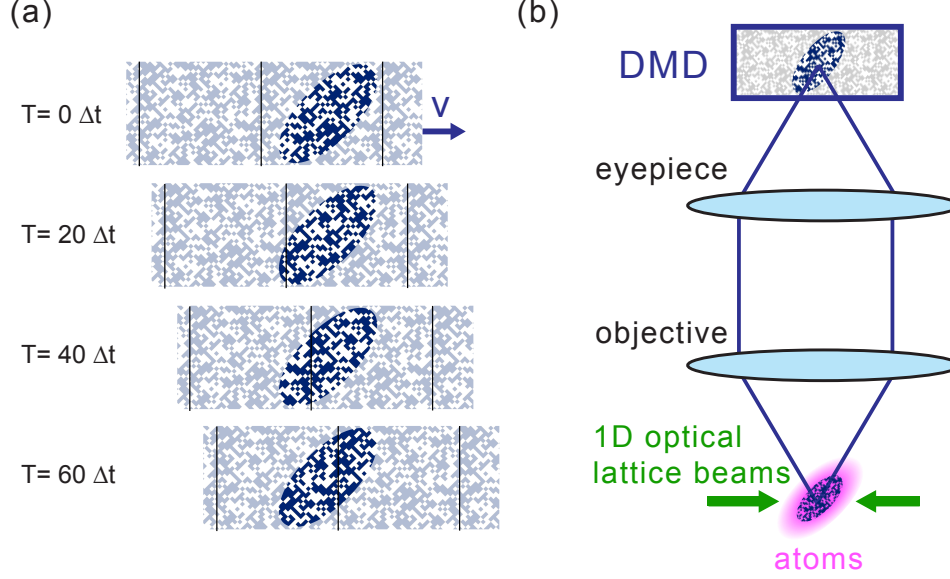 (a)
T= 0 Δt
V
T= 20 Δt
T= 40 Δt
T= 60 Δt
(b)
DMD
eyepiece
objective
1D optical
lattice beams
atoms